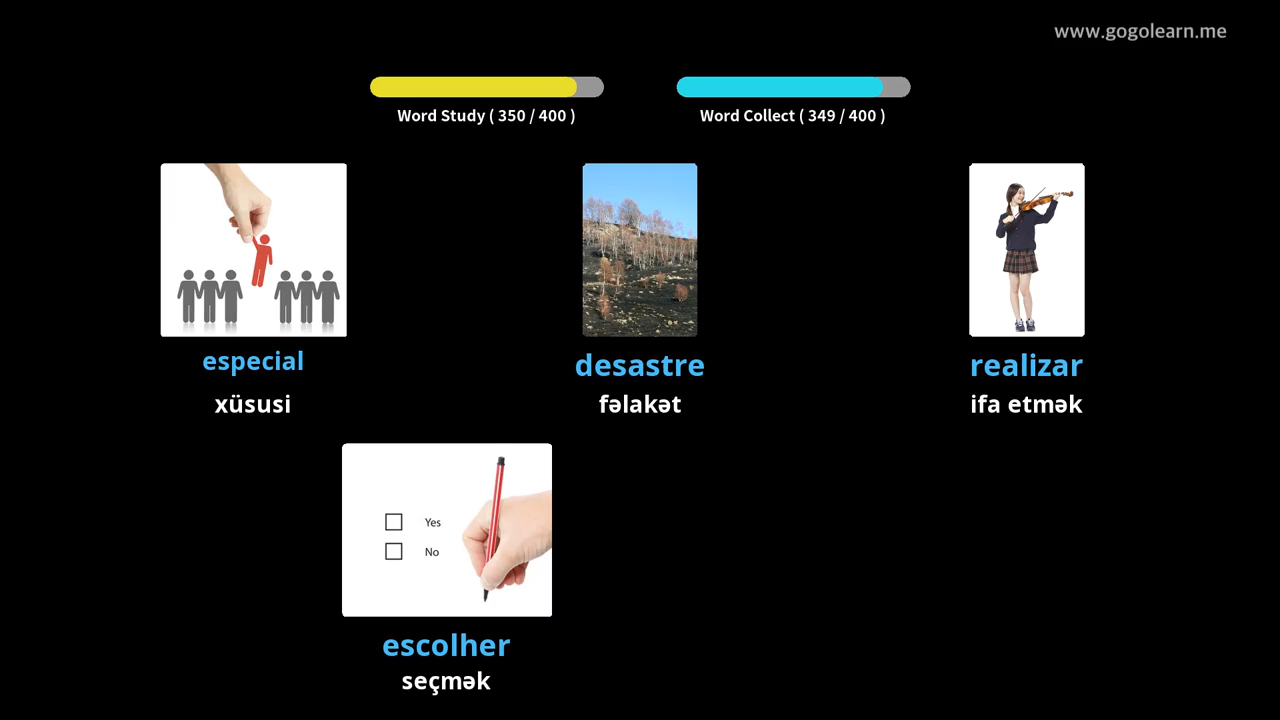 www.gogolearn.me
Word Study ( 350 / 400 )
Word Collect ( 349 / 400 )
especial
xüsusi
desastre
fəlakət
realizar
ifa etmək
Yes
No
escolher
seçmək